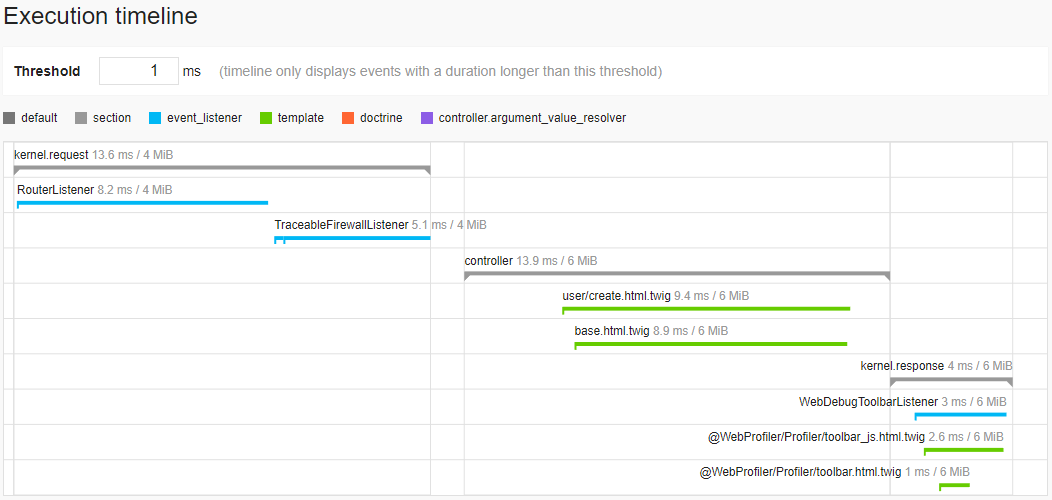 Execution timeline
Threshold 1 ms (timeline only displays events with a duration longer than this threshold)
default section event_listener template doctrine controller.argument_value_resolver
kernel.request 13.6 ms / 4 MiB
RouterListener 8.2 ms / 4 MiB
TraceableFirewallListener 5.1 ms / 4 MiB
controller 13.9 ms / 6 MiB
user/create.html.twig 9.4 ms / 6 MiB
base.html.twig 8.9 ms / 6 MiB
kernel.response 4 ms / 6 MiB
WebDebugToolbarListener 3 ms / 6 MiB
@WebProfiler/Profiler/toolbar_js.html.twig 2.6 ms / 6 MiB
@WebProfiler/Profiler/toolbar.html.twig 1 ms / 6 MiB